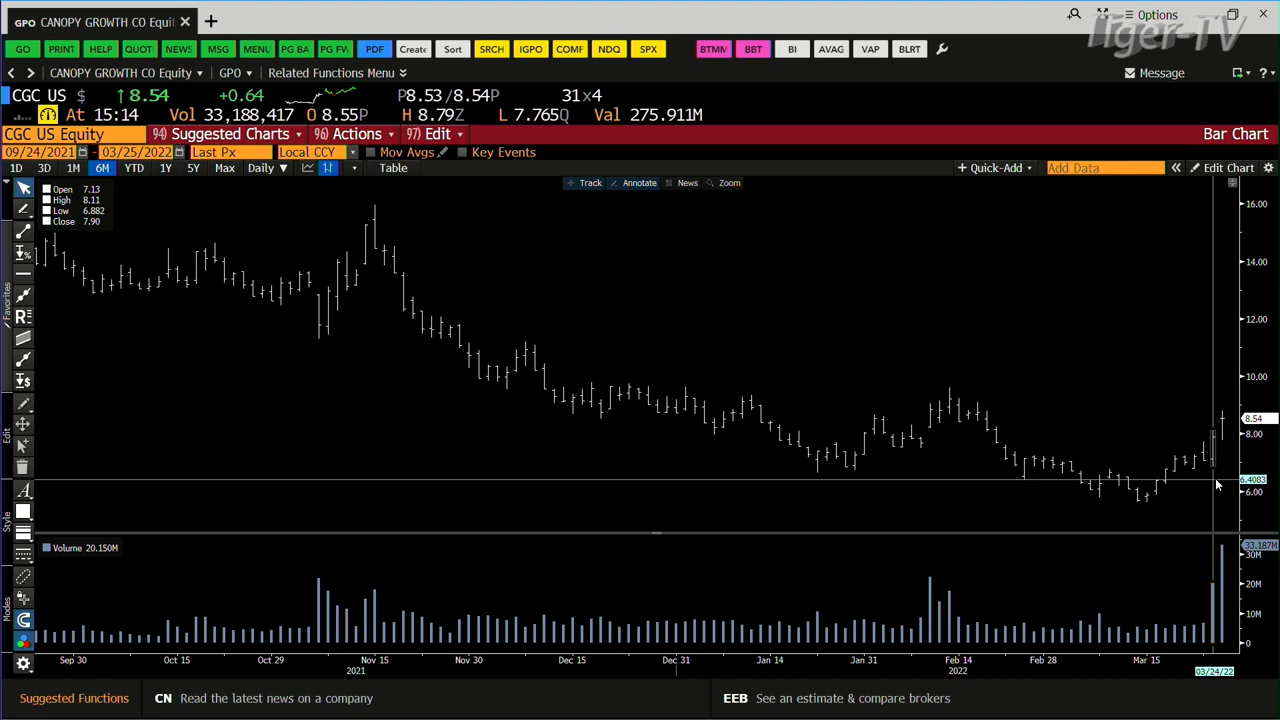 GPO CANOPY GROWTH CO Equit
Options
Tiger-TV
GO PRINT HELP QUOT NEWS MSG MENU PG BA PG FW PDF Create Sort SRCH IGPO COMF NDQ SPX BTMM BBT BI AVAG VAP BLRT
CANOPY GROWTH CO Equity GPO Related Functions Menu Message
CGC US $ ↑8.54 +0.64 P8.53/8.54P 31x4
At 15:14 Vol 33,188,417 O 8.55P H 8.79Z L 7.765Q Val 275.911M
CGC US Equity 94) Suggested Charts 96) Actions 97) Edit Bar Chart
09/24/2021 - 03/25/2022 Last Px Local CCY Mov Avgs Key Events
1D 3D 1M 6M YTD 1Y 5Y Max Daily Table + Quick-Add Add Data Edit Chart
Track Annotate News Zoom
Open 7.13
High 8.11
Low 6.882
Close 7.90
16.00
14.00
12.00
10.00
8.54
8.00
6.4083
6.00
Favorites
Edit
Style
Modes
Volume 20.150M
33.187M
30M
20M
10M
0
Sep 30 Oct 15 Oct 29 Nov 15 Nov 30 Dec 15 Dec 31 Jan 14 Jan 31 Feb 14 Feb 28 Mar 15
2021 2022 03/24/22
Suggested Functions CN Read the latest news on a company EEB See an estimate & compare brokers